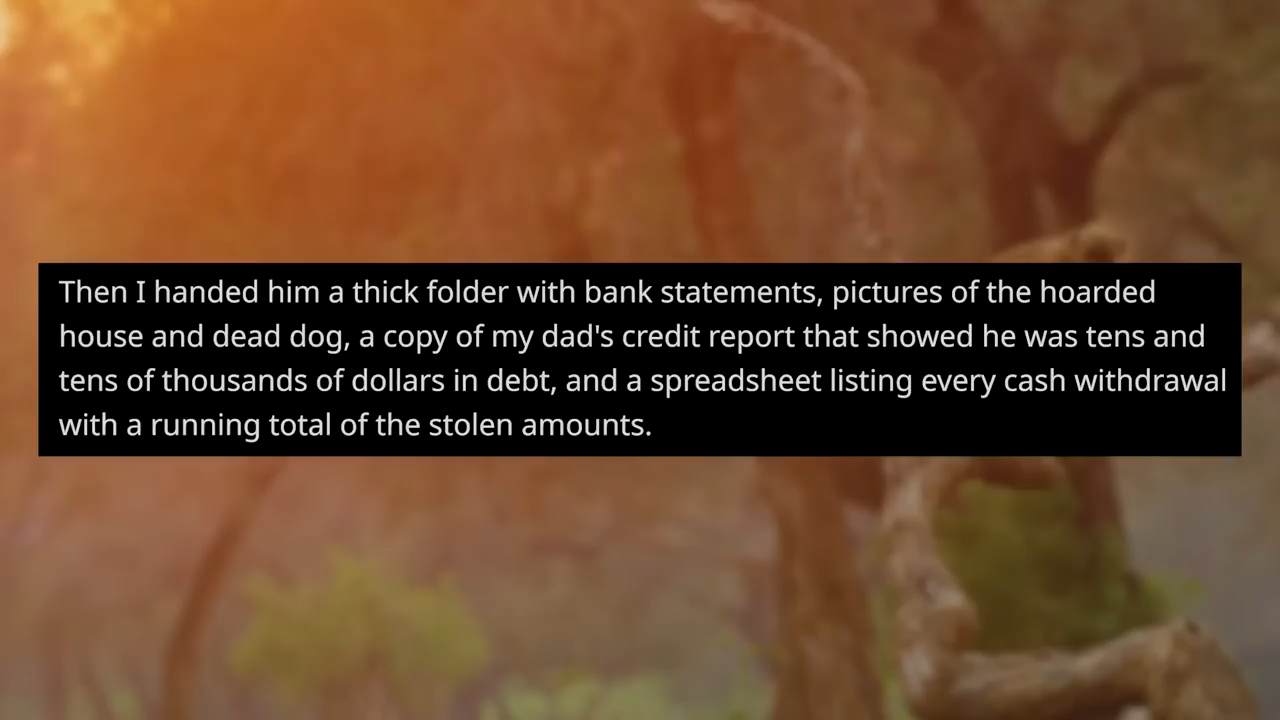 Then I handed him a thick folder with bank statements, pictures of the hoarded
house and dead dog, a copy of my dad's credit report that showed he was tens and
tens of thousands of dollars in debt, and a spreadsheet listing every cash withdrawal
with a running total of the stolen amounts.